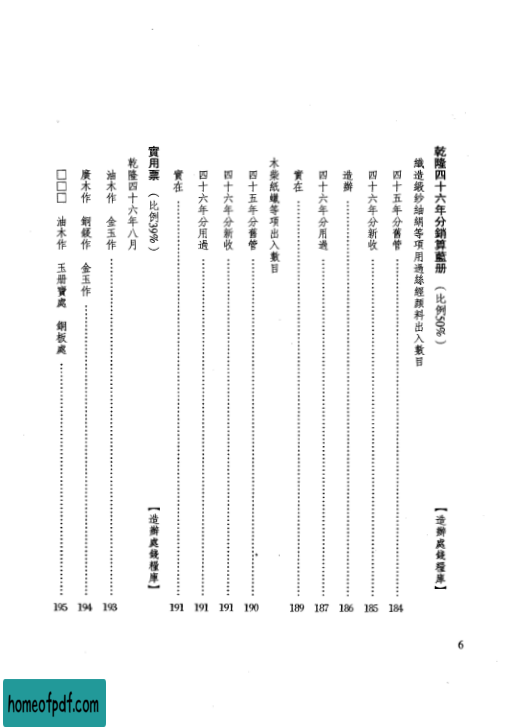 乾隆四十六年分銷算藍册 （比例50%） 【造辦處錢糧庫】
織造緞紗紬絹等項用過絲經顏料出入數目
四十五年分舊管 184
四十六年分新收 185
造辦 186
四十六年分用過 187
實在 189
木柴紙蠟等項出入數目
四十五年分舊管 190
四十六年分新收 191
四十六年分用過 191
實在 191
實用票 （比例39%） 【造辦處錢糧庫】
乾隆四十六年八月
油木作 金玉作 193
廣木作 銅錽作 金玉作 194
□□□ 油木作 玉册寶處 銅板處 195
6
homeofpdf.com